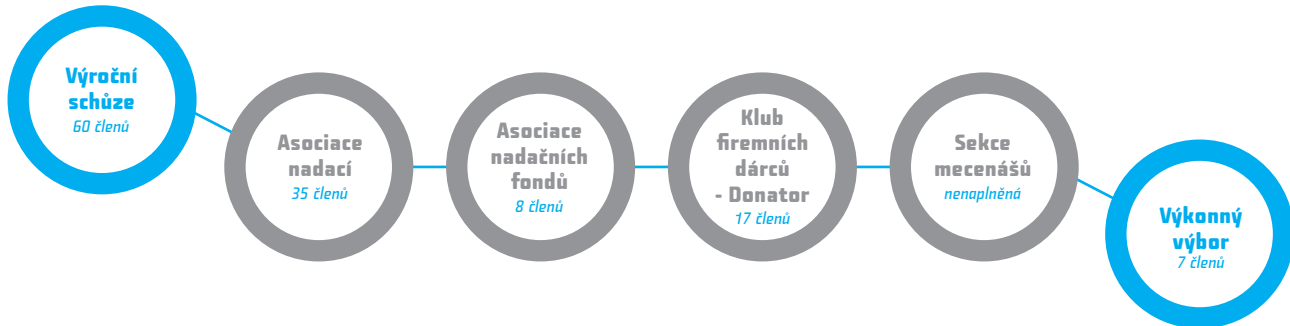 Výroční
schůze
60 členů
Asociace
nadací
35 členů
Asociace
nadačních
fondů
8 členů
Klub
firemních
dárců
- Donator
17 členů
Sekce
mecenášů
nenaplněná
Výkonný
výbor
7 členů